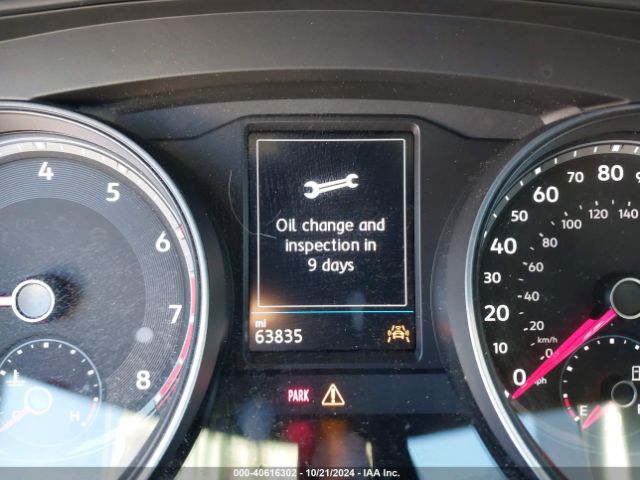 4
5
6
7
8
C
H
Oil change and
inspection in
9 days
mi
63835
PARK
0
10
20
30
40
50
60
70
80
0
20
40
60
80
100
120
140
km/h
mph
E
000-40616302 - 10/21/2024 - IAA Inc.